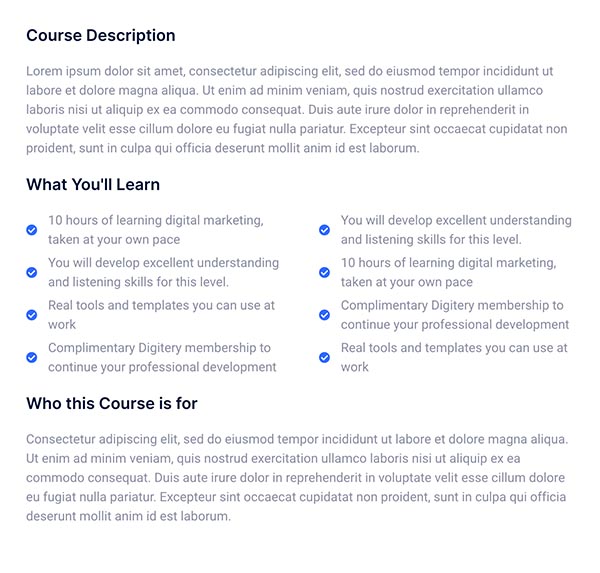 Course Description
Lorem ipsum dolor sit amet, consectetur adipiscing elit, sed do eiusmod tempor incididunt ut
labore et dolore magna aliqua. Ut enim ad minim veniam, quis nostrud exercitation ullamco
laboris nisi ut aliquip ex ea commodo consequat. Duis aute irure dolor in reprehenderit in
voluptate velit esse cillum dolore eu fugiat nulla pariatur. Excepteur sint occaecat cupidatat non
proident, sunt in culpa qui officia deserunt mollit anim id est laborum.
What You'll Learn
10 hours of learning digital marketing,
taken at your own pace
You will develop excellent understanding
and listening skills for this level.
Real tools and templates you can use at
work
Complimentary Digitery membership to
continue your professional development
You will develop excellent understanding
and listening skills for this level.
10 hours of learning digital marketing,
taken at your own pace
Complimentary Digitery membership to
continue your professional development
Real tools and templates you can use at
work
Who this Course is for
Consectetur adipiscing elit, sed do eiusmod tempor incididunt ut labore et dolore magna aliqua.
Ut enim ad minim veniam, quis nostrud exercitation ullamco laboris nisi ut aliquip ex ea
commodo consequat. Duis aute irure dolor in reprehenderit in voluptate velit esse cillum dolore
eu fugiat nulla pariatur. Excepteur sint occaecat cupidatat non proident, sunt in culpa qui officia
deserunt mollit anim id est laborum.